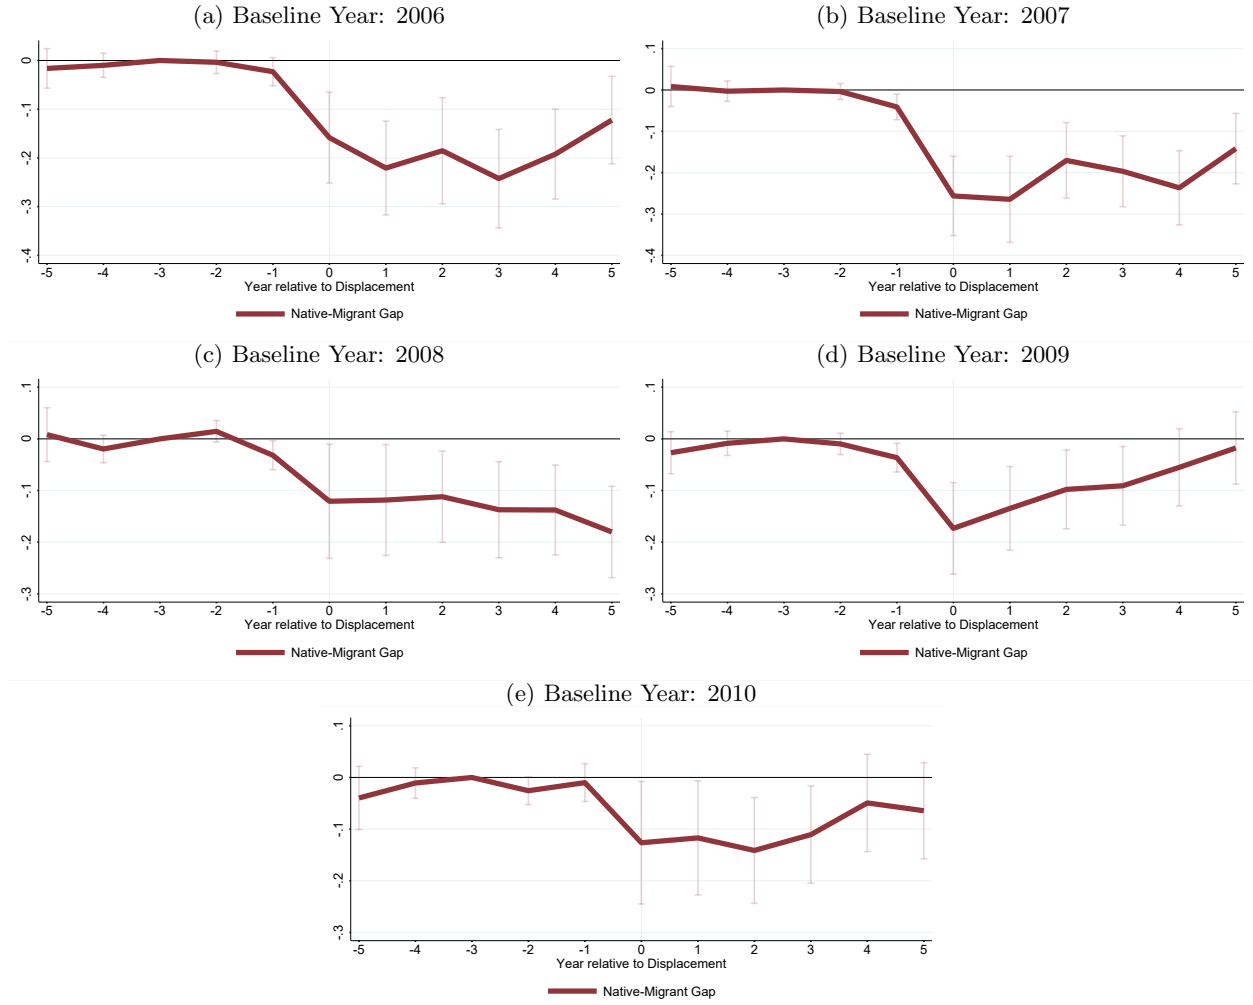 (a) Baseline Year: 2006
0
-.1
-.2
-.3
-.4
-5 -4 -3 -2 -1 0 1 2 3 4 5
Year relative to Displacement
Native-Migrant Gap
(b) Baseline Year: 2007
.1
0
-.1
-.2
-.3
-.4
-5 -4 -3 -2 -1 0 1 2 3 4 5
Year relative to Displacement
Native-Migrant Gap
(c) Baseline Year: 2008
.1
0
-.1
-.2
-.3
-5 -4 -3 -2 -1 0 1 2 3 4 5
Year relative to Displacement
Native-Migrant Gap
(d) Baseline Year: 2009
.1
0
-.1
-.2
-.3
-5 -4 -3 -2 -1 0 1 2 3 4 5
Year relative to Displacement
Native-Migrant Gap
(e) Baseline Year: 2010
.1
0
-.1
-.2
-.3
-5 -4 -3 -2 -1 0 1 2 3 4 5
Year relative to Displacement
Native-Migrant Gap